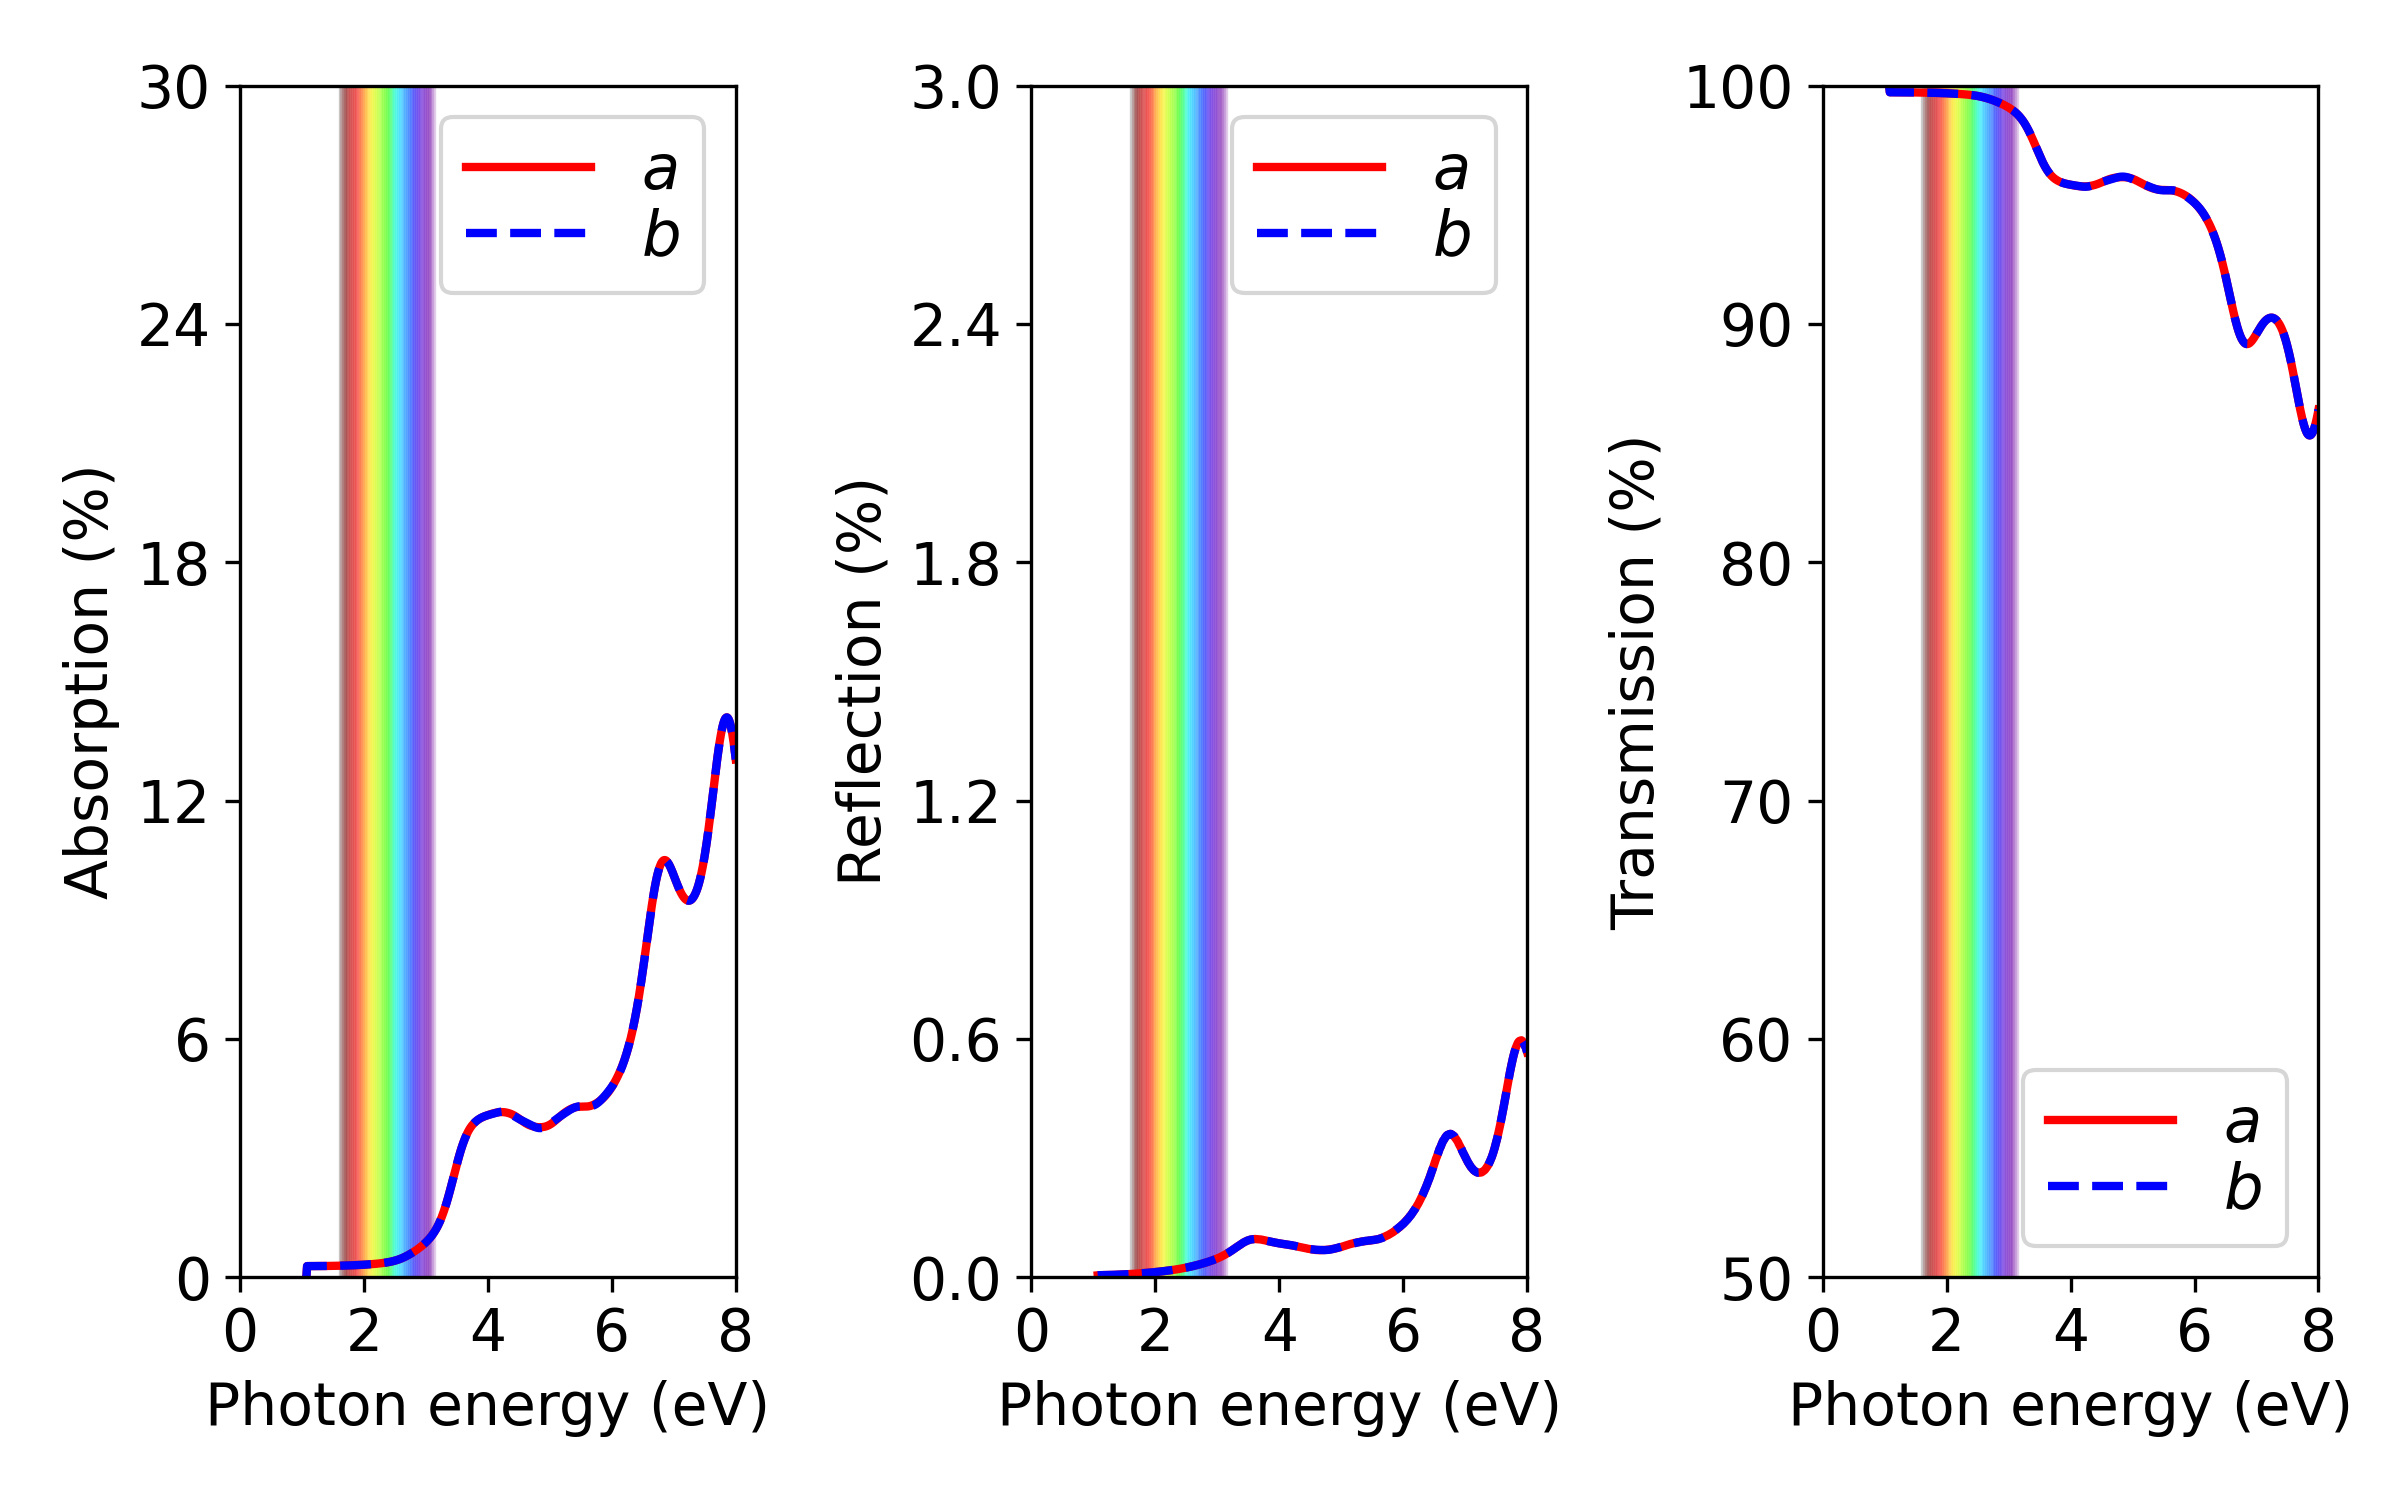 Absorption (%)
30
24
18
12
6
0
0 2 4 6 8
Photon energy (eV)
a
b
Reflection (%)
3.0
2.4
1.8
1.2
0.6
0.0
0 2 4 6 8
Photon energy (eV)
a
b
Transmission (%)
100
90
80
70
60
50
0 2 4 6 8
Photon energy (eV)
a
b